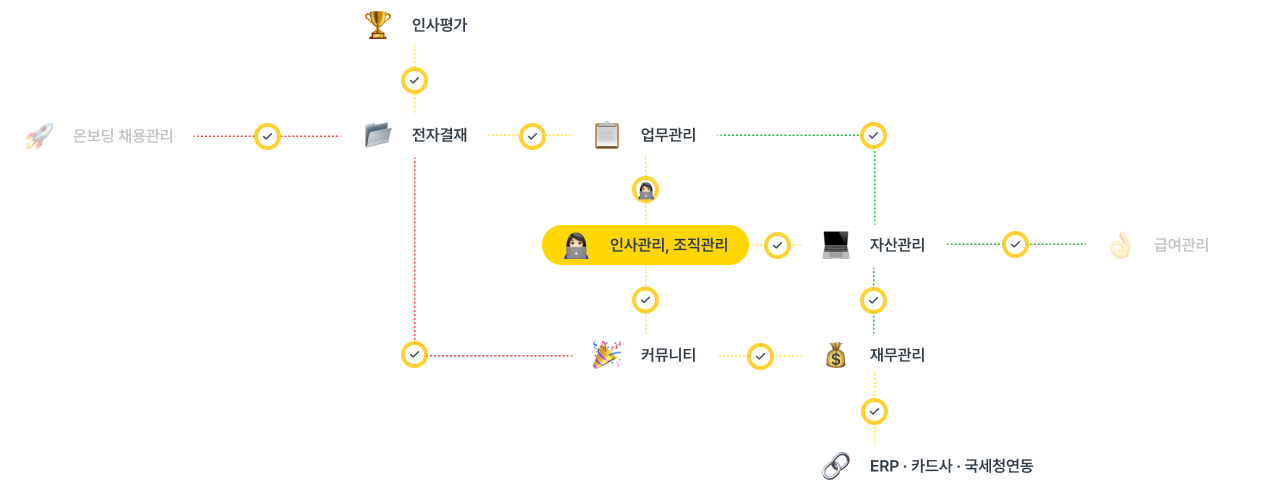 인사평가
온보딩 채용관리
전자결재
업무관리
인사관리, 조직관리
자산관리
급여관리
커뮤니티
재무관리
ERP · 카드사 · 국세청연동